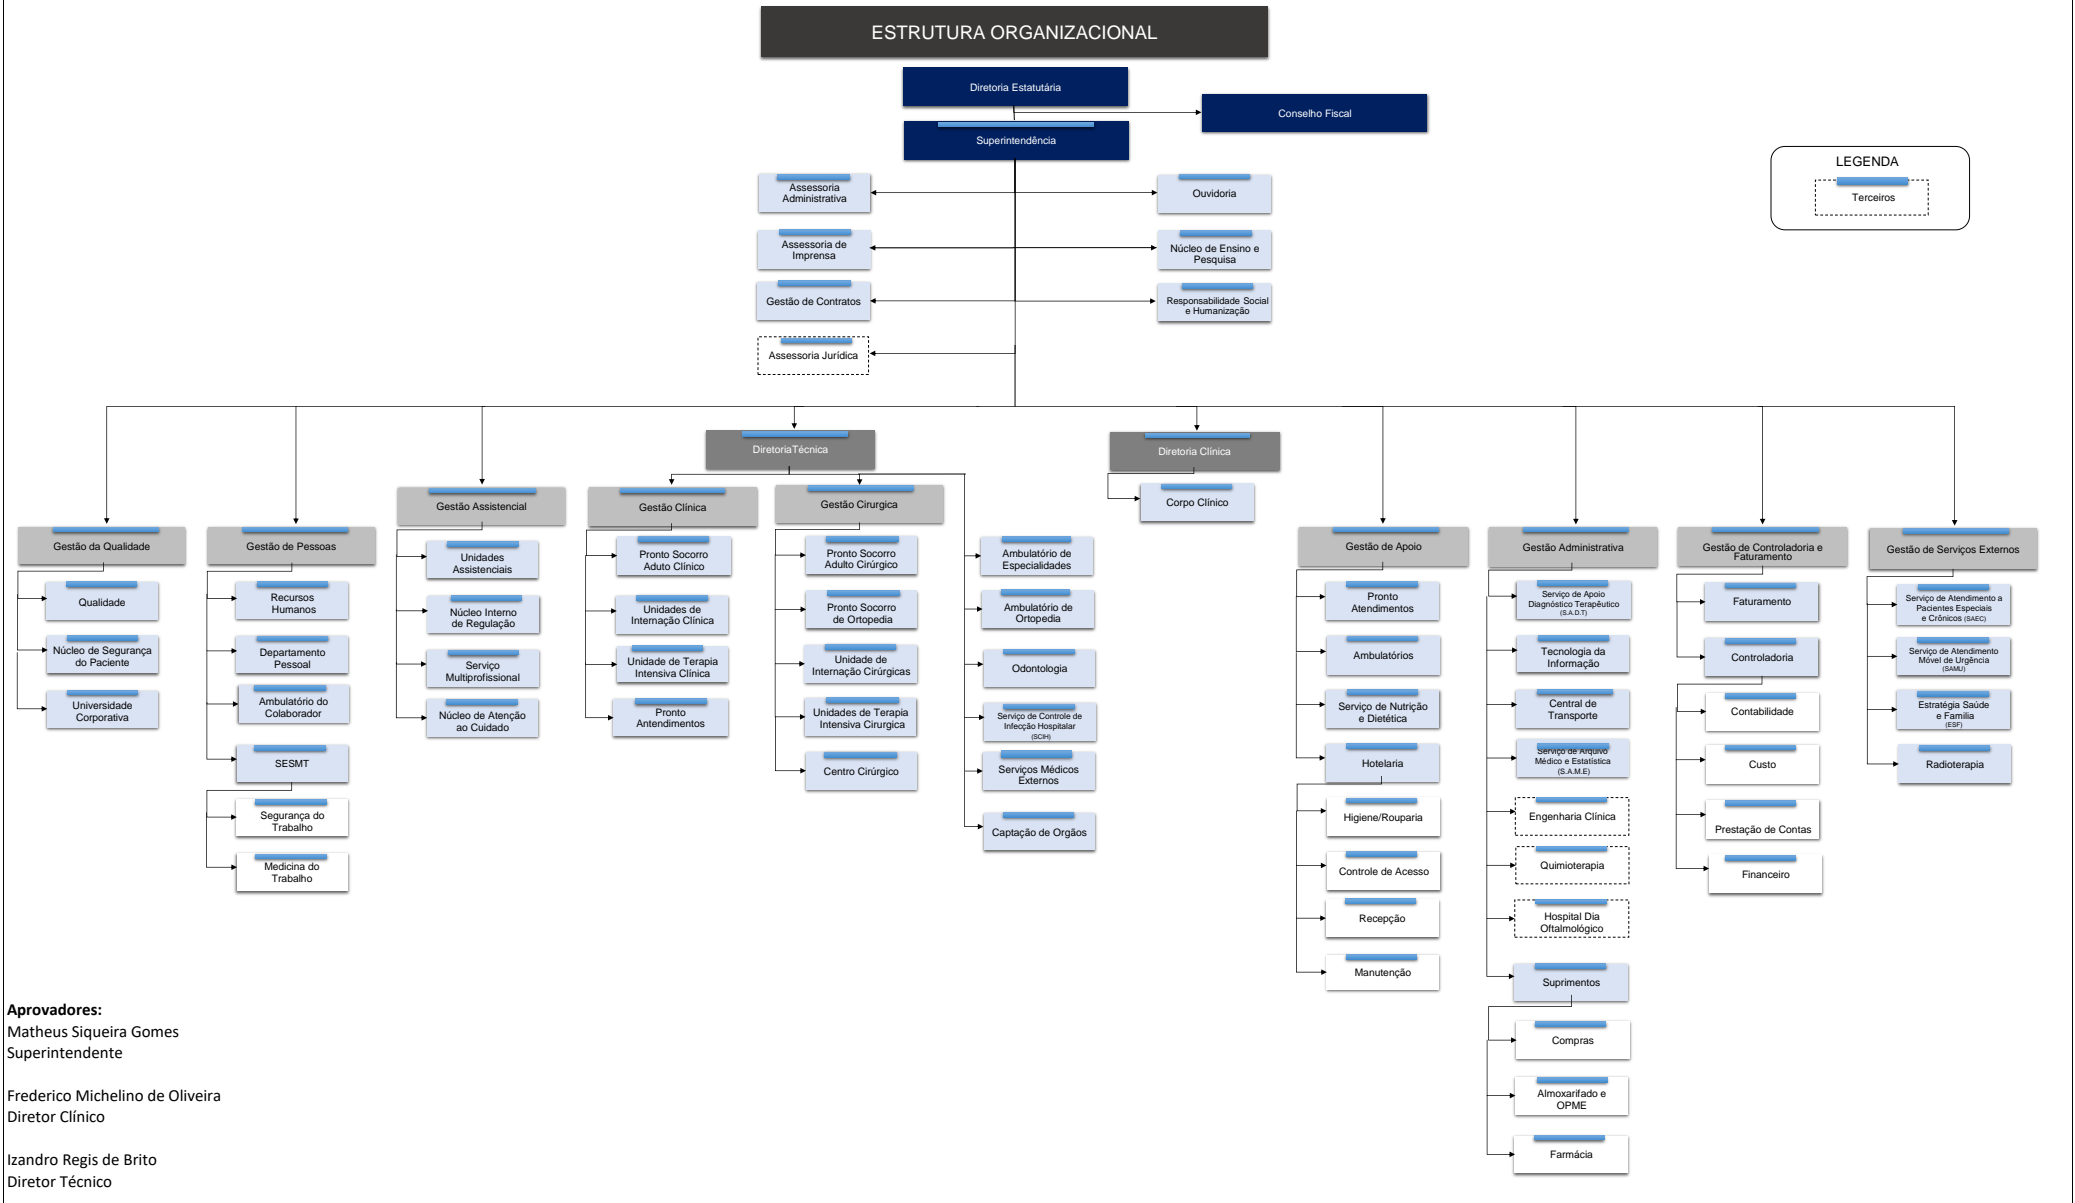 ESTRUTURA ORGANIZACIONAL
Diretoria Estatutária
Conselho Fiscal
Superintendência
LEGENDA
Terceiros
Assessoria
Administrativa
Ouvidoria
Assessoria de
Imprensa
Núcleo de Ensino e
Pesquisa
Gestão de Contratos
Responsabilidade Social
e Humanização
Assessoria Jurídica
DiretoriaTécnica
Diretoria Clínica
Corpo Clínico
Gestão da Qualidade
Qualidade
Núcleo de Segurança
do Paciente
Universidade
Corporativa
Gestão de Pessoas
Recursos
Humanos
Departamento
Pessoal
Ambulatório do
Colaborador
SESMT
Segurança do
Trabalho
Medicina do
Trabalho
Gestão Assistencial
Unidades
Assistenciais
Núcleo Interno
de Regulação
Serviço
Multiprofissional
Núcleo de Atenção
ao Cuidado
Gestão Clínica
Pronto Socorro
Aduto Clínico
Unidades de
Internação Clínica
Unidade de Terapia
Intensiva Clínica
Pronto
Antendimentos
Gestão Cirurgica
Pronto Socorro
Adulto Cirúrgico
Pronto Socorro
de Ortopedia
Unidade de
Internação Cirúrgicas
Unidades de Terapia
Intensiva Cirurgica
Centro Cirúrgico
Ambulatório de
Especialidades
Ambulatório de
Ortopedia
Odontologia
Serviço de Controle de
Infecção Hospitalar
(SCIH)
Serviços Médicos
Externos
Captação de Orgãos
Gestão de Apoio
Pronto
Atendimentos
Ambulatórios
Serviço de Nutrição
e Dietética
Hotelaria
Higiene/Rouparia
Controle de Acesso
Recepção
Manutenção
Gestão Administrativa
Serviço de Apoio
Diagnóstico Terapêutico
(S.A.D.T)
Tecnologia da
Informação
Central de
Transporte
Serviço de Arquivo
Médico e Estatística
(S.A.M.E)
Engenharia Clínica
Quimioterapia
Hospital Dia
Oftalmológico
Suprimentos
Compras
Almoxarifado e
OPME
Farmácia
Gestão de Controladoria e
Faturamento
Faturamento
Controladoria
Contabilidade
Custo
Prestação de Contas
Financeiro
Gestão de Serviços Externos
Serviço de Atendimento a
Pacientes Especiais
e Crônicos (SAEC)
Serviço de Atendimento
Móvel de Urgência
(SAMU)
Estratégia Saúde
e Familia
(ESF)
Radioterapia
Aprovadores:
Matheus Siqueira Gomes
Superintendente
Frederico Michelino de Oliveira
Diretor Clínico
Izandro Regis de Brito
Diretor Técnico